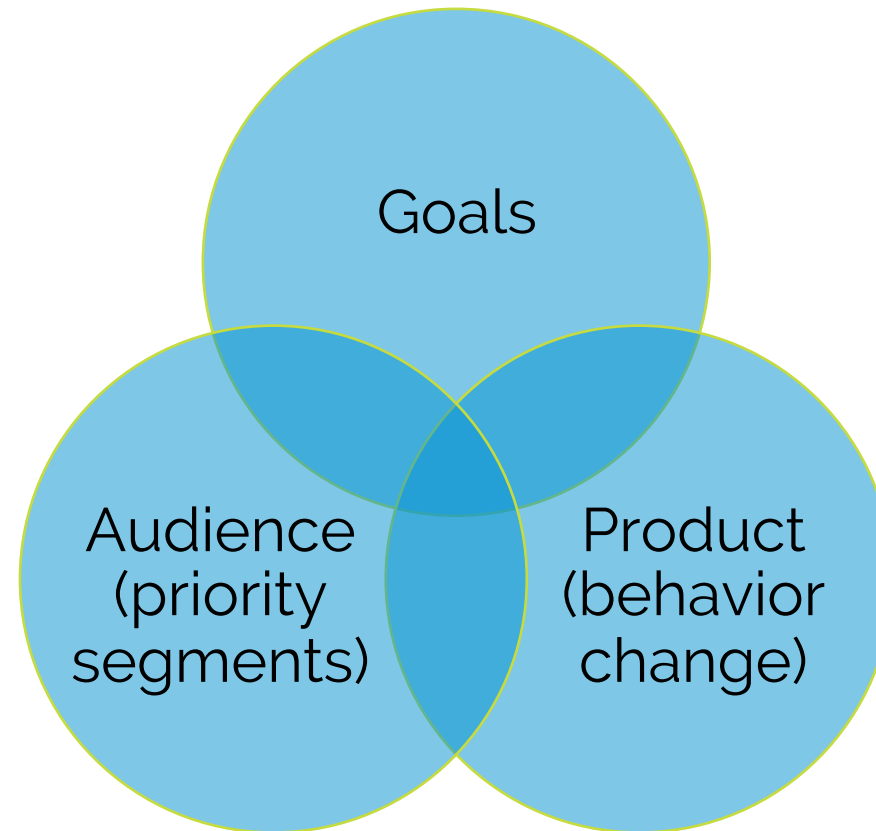 Goals
Audience
(priority
segments)
Product
(behavior
change)